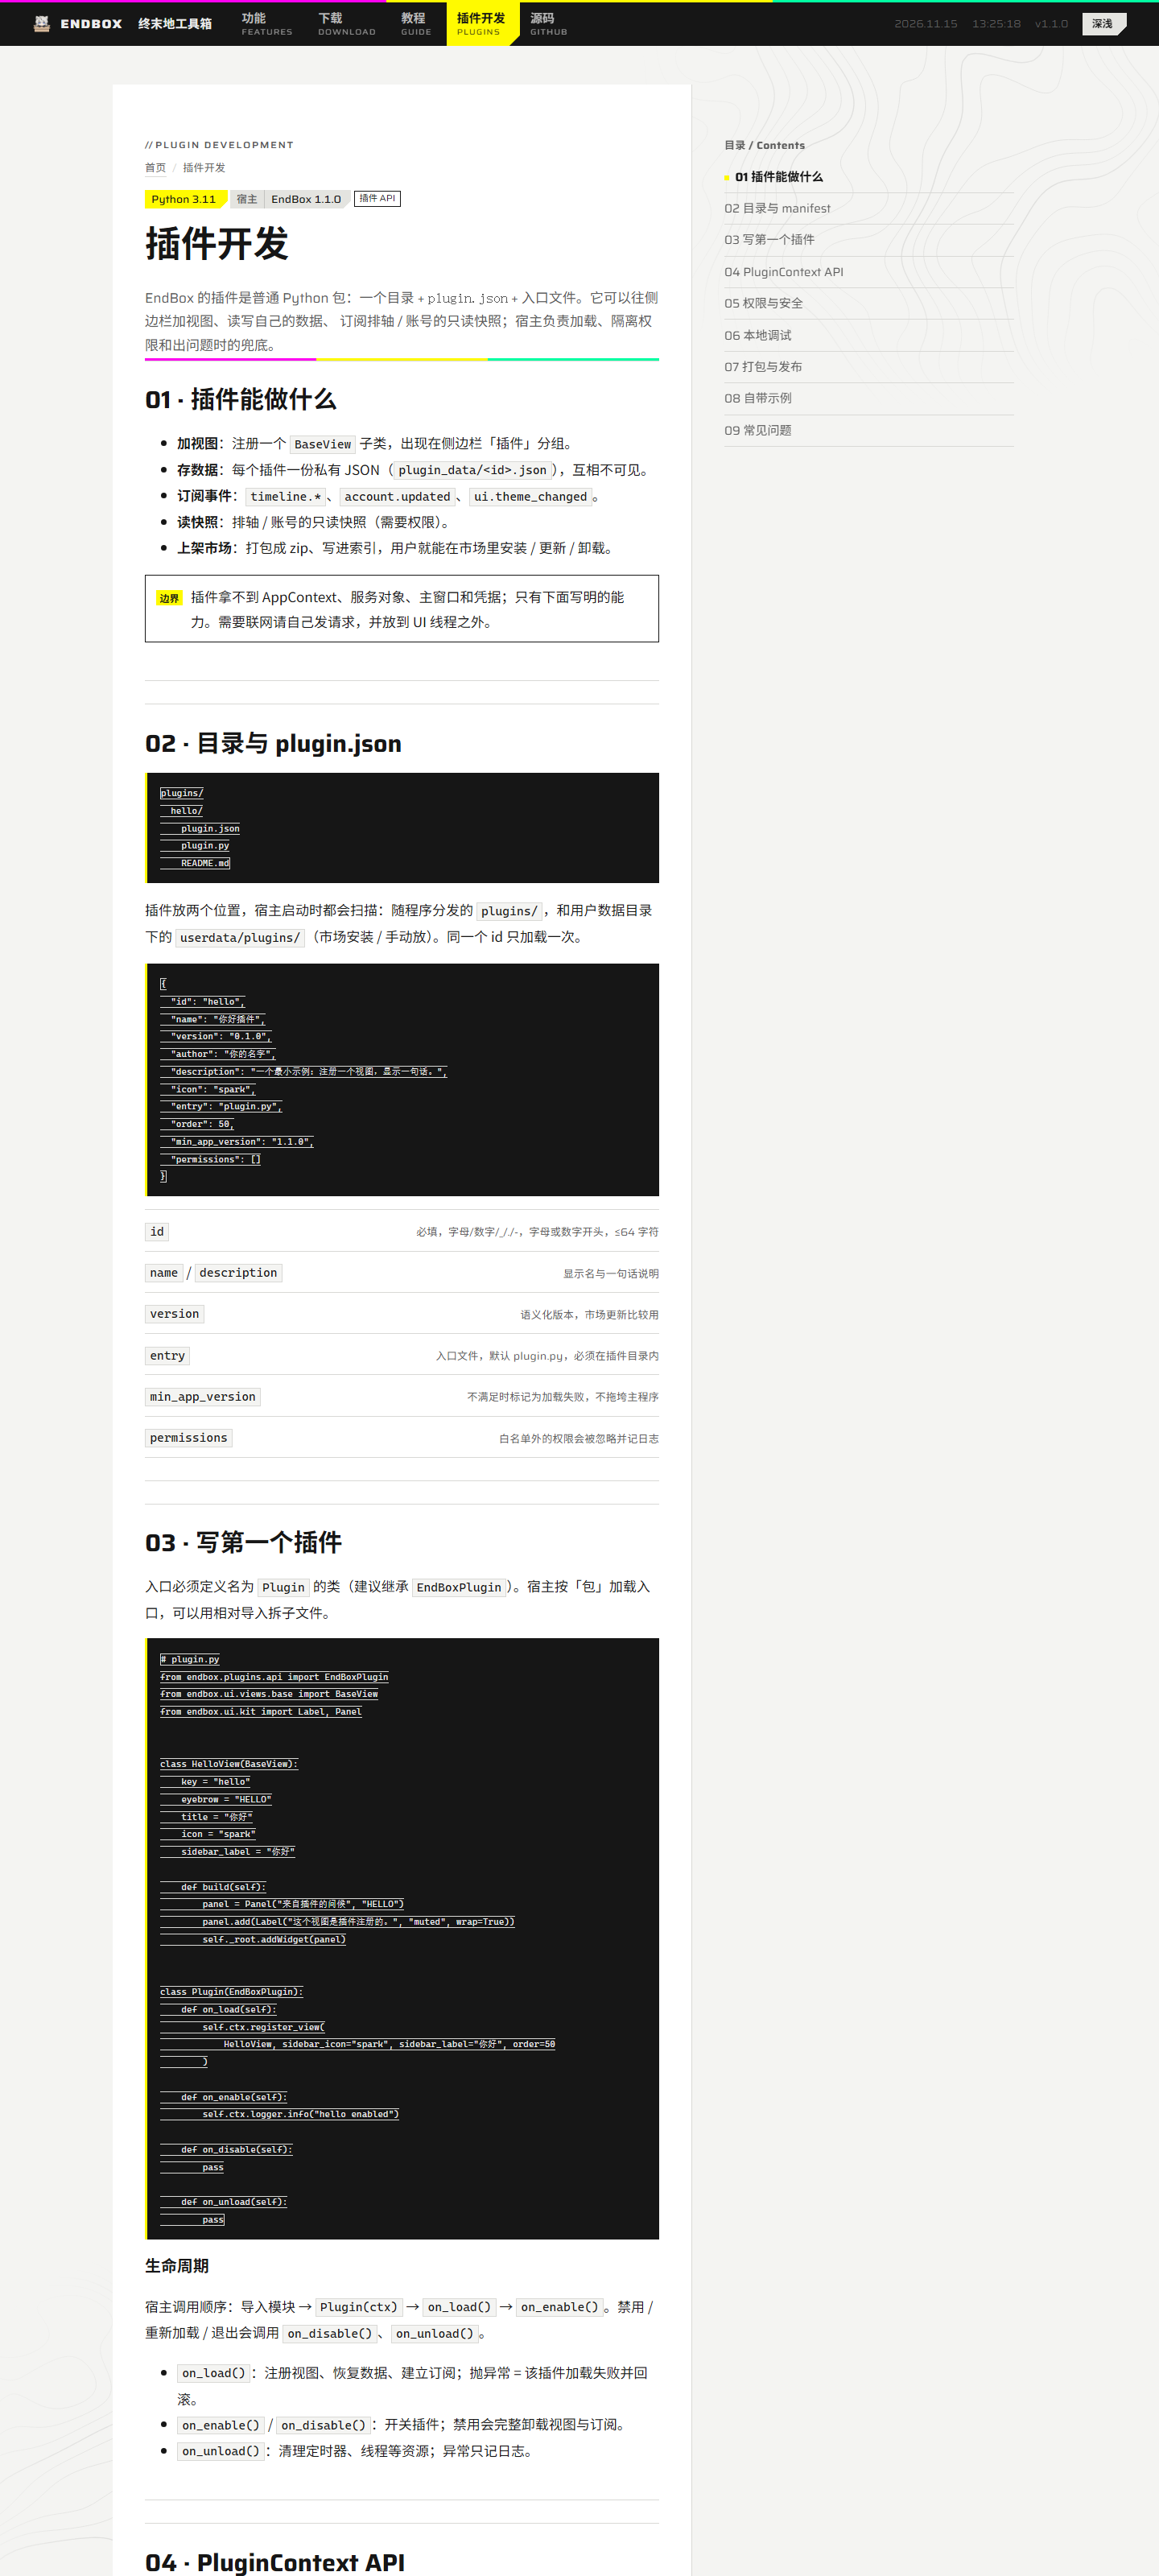 ENDBOX 终末地工具箱
功能
FEATURES
下载
DOWNLOAD
教程
GUIDE
插件开发
PLUGINS
源码
GITHUB
2026.11.15 13:25:18 v1.1.0 深浅
// PLUGIN DEVELOPMENT
首页 / 插件开发
Python 3.11 宿主 EndBox 1.1.0 插件 API
插件开发
EndBox 的插件是普通 Python 包：一个目录 + plugin.json + 入口文件。它可以往侧
边栏加视图、读写自己的数据、 订阅排轴 / 账号的只读快照；宿主负责加载、隔离权
限和出问题时的兜底。
01 · 插件能做什么
加视图：注册一个 BaseView 子类，出现在侧边栏「插件」分组。
存数据：每个插件一份私有 JSON（plugin_data/<id>.json），互相不可见。
订阅事件：timeline.*、account.updated、ui.theme_changed。
读快照：排轴 / 账号的只读快照（需要权限）。
上架市场：打包成 zip、写进索引，用户就能在市场里安装 / 更新 / 卸载。
边界 插件拿不到 AppContext、服务对象、主窗口和凭据；只有下面写明的能
力。需要联网请自己发请求，并放到 UI 线程之外。
02 · 目录与 plugin.json
plugins/
  hello/
    plugin.json
    plugin.py
    README.md
插件放两个位置，宿主启动时都会扫描：随程序分发的 plugins/，和用户数据目录
下的 userdata/plugins/（市场安装 / 手动放）。同一个 id 只加载一次。
{
  "id": "hello",
  "name": "你好插件",
  "version": "0.1.0",
  "author": "你的名字",
  "description": "一个最小示例：注册一个视图，显示一句话。",
  "icon": "spark",
  "entry": "plugin.py",
  "order": 50,
  "min_app_version": "1.1.0",
  "permissions": []
}
id 必填，字母/数字/_/./-，字母或数字开头，≤64 字符
name / description 显示名与一句话说明
version 语义化版本，市场更新比较用
entry 入口文件，默认 plugin.py，必须在插件目录内
min_app_version 不满足时标记为加载失败，不拖垮主程序
permissions 白名单外的权限会被忽略并记日志
03 · 写第一个插件
入口必须定义名为 Plugin 的类（建议继承 EndBoxPlugin）。宿主按「包」加载入
口，可以用相对导入拆子文件。
# plugin.py
from endbox.plugins.api import EndBoxPlugin
from endbox.ui.views.base import BaseView
from endbox.ui.kit import Label, Panel
class HelloView(BaseView):
    key = "hello"
    eyebrow = "HELLO"
    title = "你好"
    icon = "spark"
    sidebar_label = "你好"
    def build(self):
        panel = Panel("来自插件的问候", "HELLO")
        panel.add(Label("这个视图是插件注册的。", "muted", wrap=True))
        self._root.addWidget(panel)
class Plugin(EndBoxPlugin):
    def on_load(self):
        self.ctx.register_view(
            HelloView, sidebar_icon="spark", sidebar_label="你好", order=50
        )
    def on_enable(self):
        self.ctx.logger.info("hello enabled")
    def on_disable(self):
        pass
    def on_unload(self):
        pass
生命周期
宿主调用顺序：导入模块 → Plugin(ctx) → on_load() → on_enable()。禁用 /
重新加载 / 退出会调用 on_disable()、on_unload()。
on_load()：注册视图、恢复数据、建立订阅；抛异常 = 该插件加载失败并回
滚。
on_enable() / on_disable()：开关插件；禁用会完整卸载视图与订阅。
on_unload()：清理定时器、线程等资源；异常只记日志。
04 · PluginContext API
目录 / Contents
01 插件能做什么
02 目录与 manifest
03 写第一个插件
04 PluginContext API
05 权限与安全
06 本地调试
07 打包与发布
08 自带示例
09 常见问题